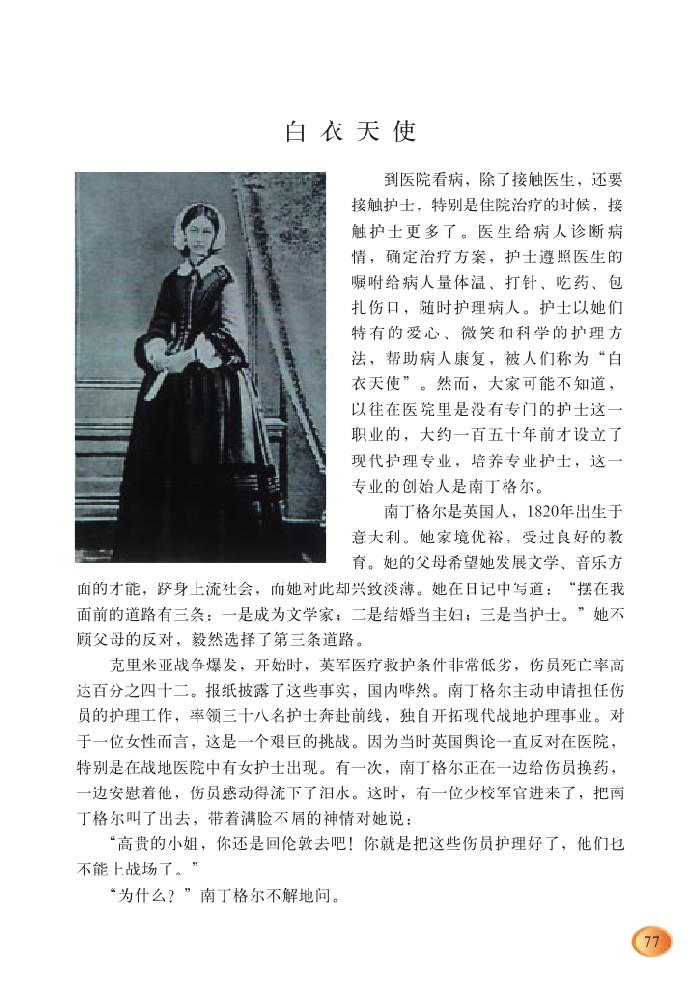 白衣天使
到医院看病，除了接触医生，还要
接触护士，特别是住院治疗的时候，接
触护士更多了。医生给病人诊断病
情，确定治疗方案，护士遵照医生的
嘱咐给病人量体温、打针、吃药、包
扎伤口，随时护理病人。护士以她们
特有的爱心、微笑和科学的护理方
法，帮助病人康复，被人们称为“白
衣天使”。然而，大家可能不知道，
以往在医院里是没有专门的护士这一
职业的，大约一百五十年前才设立了
现代护理专业，培养专业护士，这一
专业的创始人是南丁格尔。
南丁格尔是英国人，1820年出生于
意大利。她家境优裕，受过良好的教
育。她的父母希望她发展文学、音乐方
面的才能，跻身上流社会，而她对此却兴致淡薄。她在日记中写道：“摆在我
面前的道路有三条：一是成为文学家；二是结婚当主妇；三是当护士。”她不
顾父母的反对，毅然选择了第三条道路。
克里米亚战争爆发，开始时，英军医疗救护条件非常低劣，伤员死亡率高
达百分之四十二。报纸披露了这些事实，国内哗然。南丁格尔主动申请担任伤
员的护理工作，率领三十八名护士奔赴前线，独自开拓现代战地护理事业。对
于一位女性而言，这是一个艰巨的挑战。因为当时英国舆论一直反对在医院，
特别是在战地医院中有女护士出现。有一次，南丁格尔正在一边给伤员换药，
一边安慰着他，伤员感动得流下了泪水。这时，有一位少校军官进来了，把南
丁格尔叫了出去，带着满脸不屑的神情对她说：
“高贵的小姐，你还是回伦敦去吧！你就是把这些伤员护理好了，他们也
不能上战场了。”
“为什么？”南丁格尔不解地问。
77